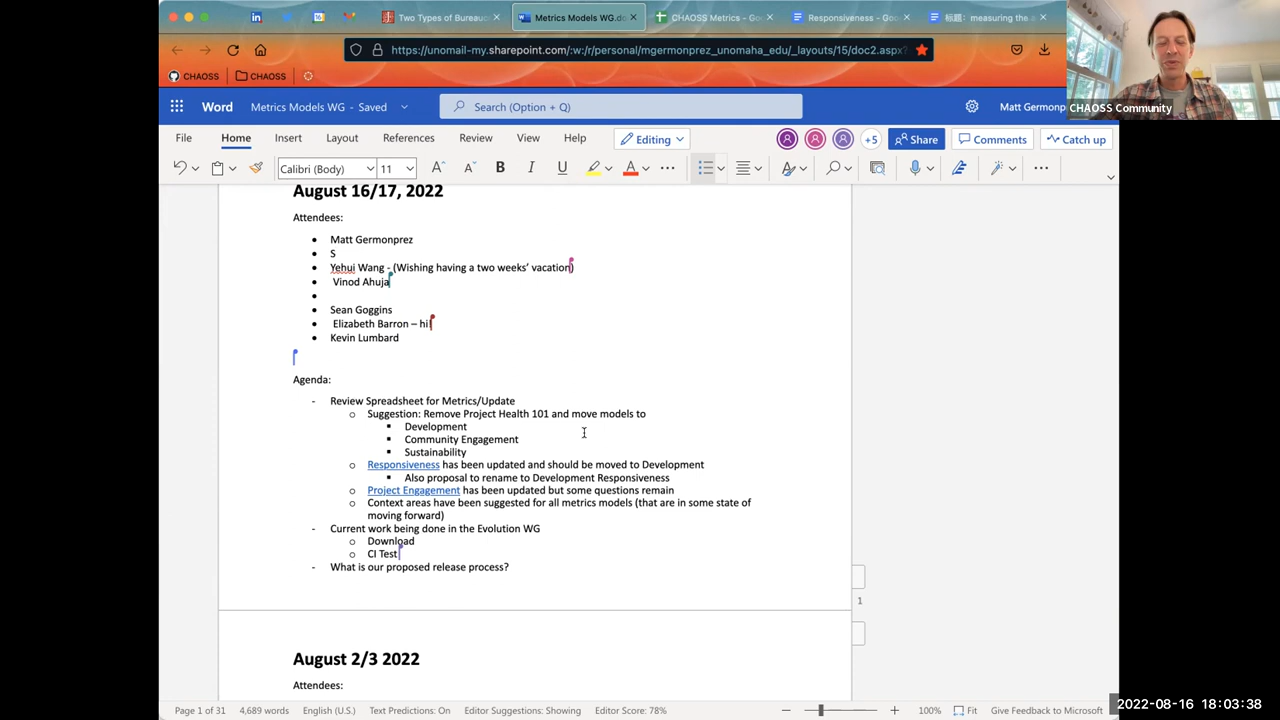 Two Types of Bureauc
Metrics Models WG.do
CHAOSS Metrics - Go
Responsiveness - Goo
标题：measuring the a
https://unomail-my.sharepoint.com/:w:/r/personal/mgermonprez_unomaha_edu/_layouts/15/doc2.aspx?
CHAOSS
CHAOSS
CHAOSS Community
Word
Metrics Models WG - Saved
Search (Option + Q)
Matt Germonp
File
Home
Insert
Layout
References
Review
View
Help
Editing
+5
Share
Comments
Catch up
Calibri (Body)
11
August 16/17, 2022
Attendees:
• Matt Germonprez
• S
• Yehui Wang - (Wishing having a two weeks' vacation)
• Vinod Ahuja
•
• Sean Goggins
• Elizabeth Barron – hi!
• Kevin Lumbard
Agenda:
- Review Spreadsheet for Metrics/Update
o Suggestion: Remove Project Health 101 and move models to
▪ Development
▪ Community Engagement
▪ Sustainability
o Responsiveness has been updated and should be moved to Development
▪ Also proposal to rename to Development Responsiveness
o Project Engagement has been updated but some questions remain
o Context areas have been suggested for all metrics models (that are in some state of
moving forward)
- Current work being done in the Evolution WG
o Download
o CI Test
- What is our proposed release process?
1
August 2/3 2022
Attendees:
Page 1 of 31
4,689 words
English (U.S.)
Text Predictions: On
Editor Suggestions: Showing
Editor Score: 78%
100%
Fit
Give Feedback to Microsoft
2022-08-16 18:03:38